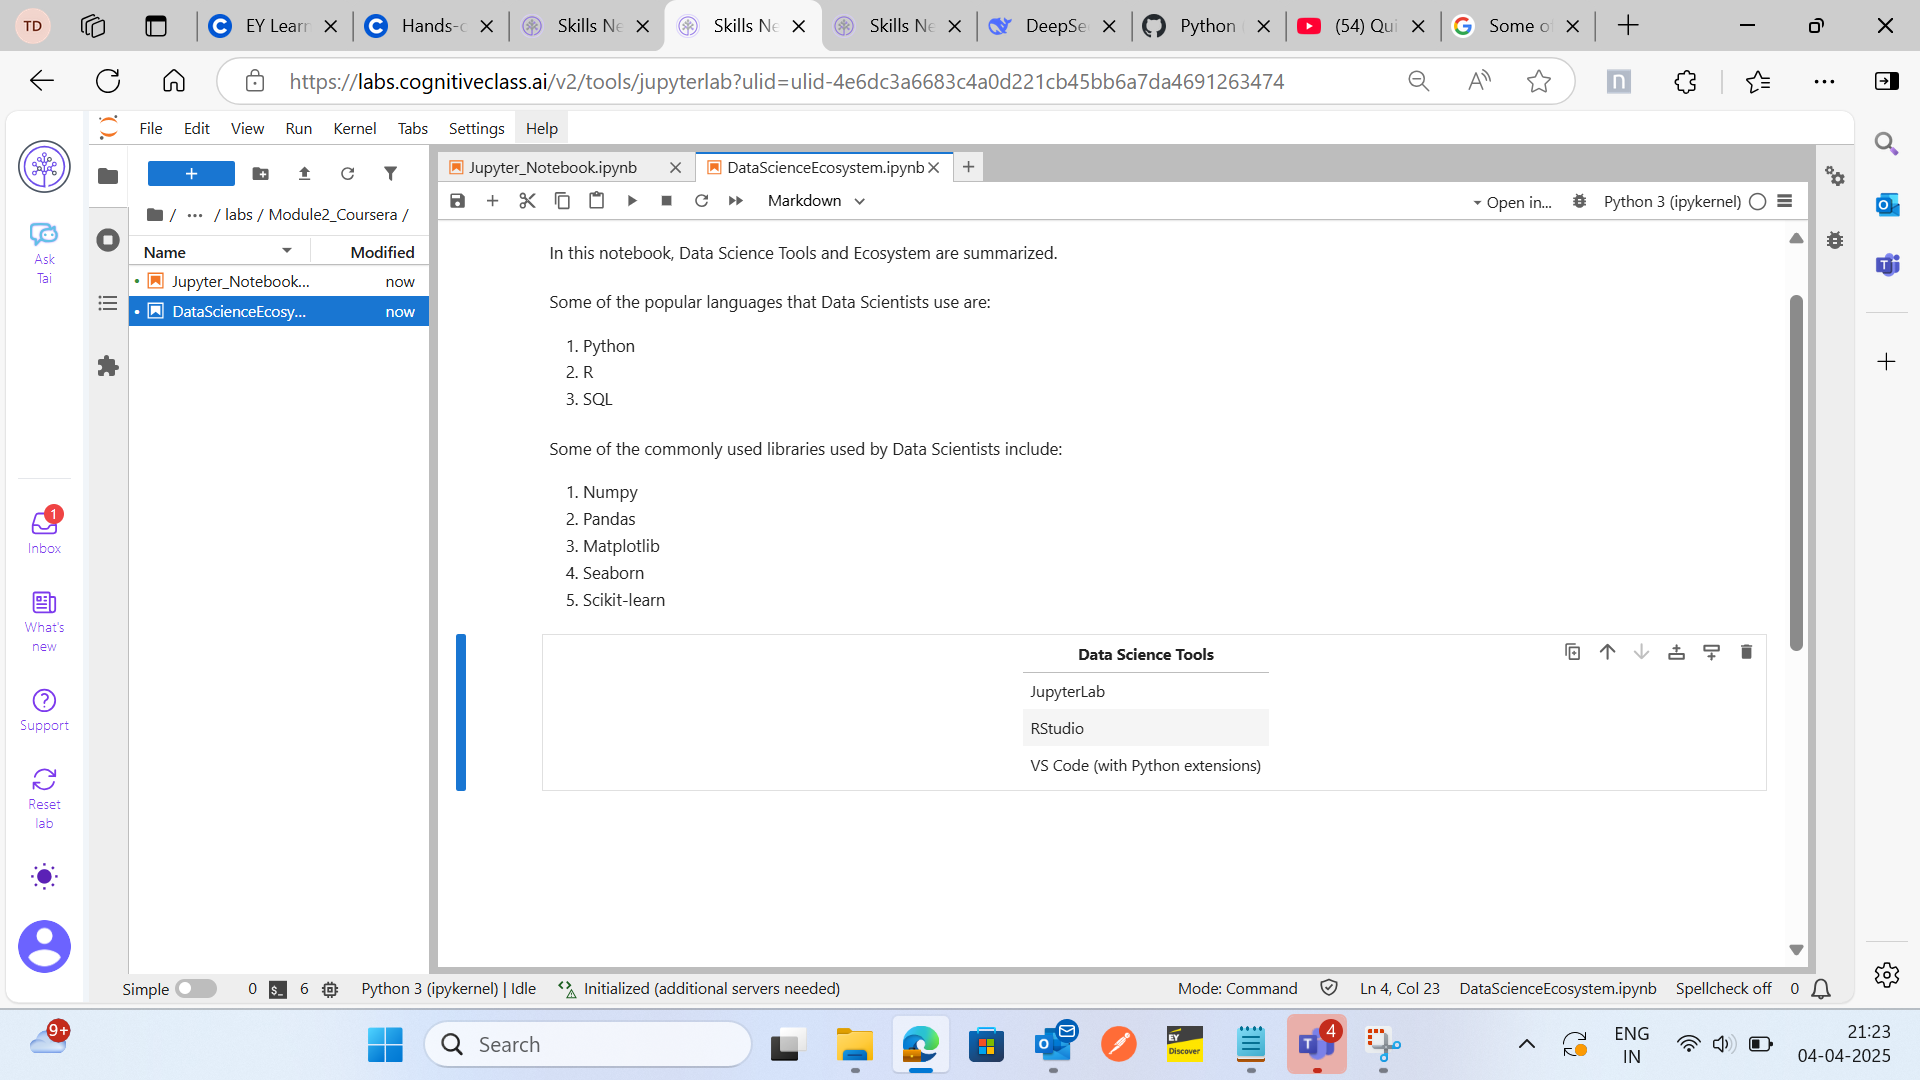 TD
EY Learn
Hands-o
Skills Ne
Skills Ne
Skills Ne
DeepSee
Python
(54) Qui
Some of
https://labs.cognitiveclass.ai/v2/tools/jupyterlab?ulid=ulid-4e6dc3a6683c4a0d221cb45bb6a7da4691263474
File Edit View Run Kernel Tabs Settings Help
Jupyter_Notebook.ipynb
DataScienceEcosystem.ipynb
Markdown
Open in...
Python 3 (ipykernel)
/ ··· / labs / Module2_Coursera /
Name Modified
Jupyter_Notebook... now
DataScienceEcosy... now
Ask
Tai
1
Inbox
What's
new
Support
Reset
lab
In this notebook, Data Science Tools and Ecosystem are summarized.
Some of the popular languages that Data Scientists use are:
1. Python
2. R
3. SQL
Some of the commonly used libraries used by Data Scientists include:
1. Numpy
2. Pandas
3. Matplotlib
4. Seaborn
5. Scikit-learn
Data Science Tools
JupyterLab
RStudio
VS Code (with Python extensions)
Simple 0 6 Python 3 (ipykernel) | Idle Initialized (additional servers needed) Mode: Command Ln 4, Col 23 DataScienceEcosystem.ipynb Spellcheck off 0
9+
Search
EY
Discover
4
ENG
IN
21:23
04-04-2025